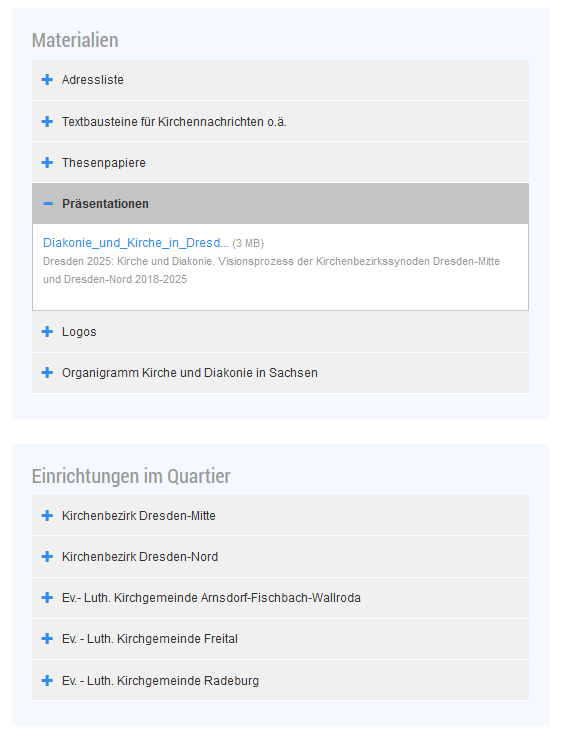 Materialien
Adressliste
Textbausteine für Kirchennachrichten o.ä.
Thesenpapiere
Präsentationen
Diakonie_und_Kirche_in_Dresd... (3 MB)
Dresden 2025: Kirche und Diakonie. Visionsprozess der Kirchenbezirkssynoden Dresden-Mitte
und Dresden-Nord 2018-2025
Logos
Organigramm Kirche und Diakonie in Sachsen
Einrichtungen im Quartier
Kirchenbezirk Dresden-Mitte
Kirchenbezirk Dresden-Nord
Ev.- Luth. Kirchgemeinde Arnsdorf-Fischbach-Wallroda
Ev. - Luth. Kirchgemeinde Freital
Ev. - Luth. Kirchgemeinde Radeburg